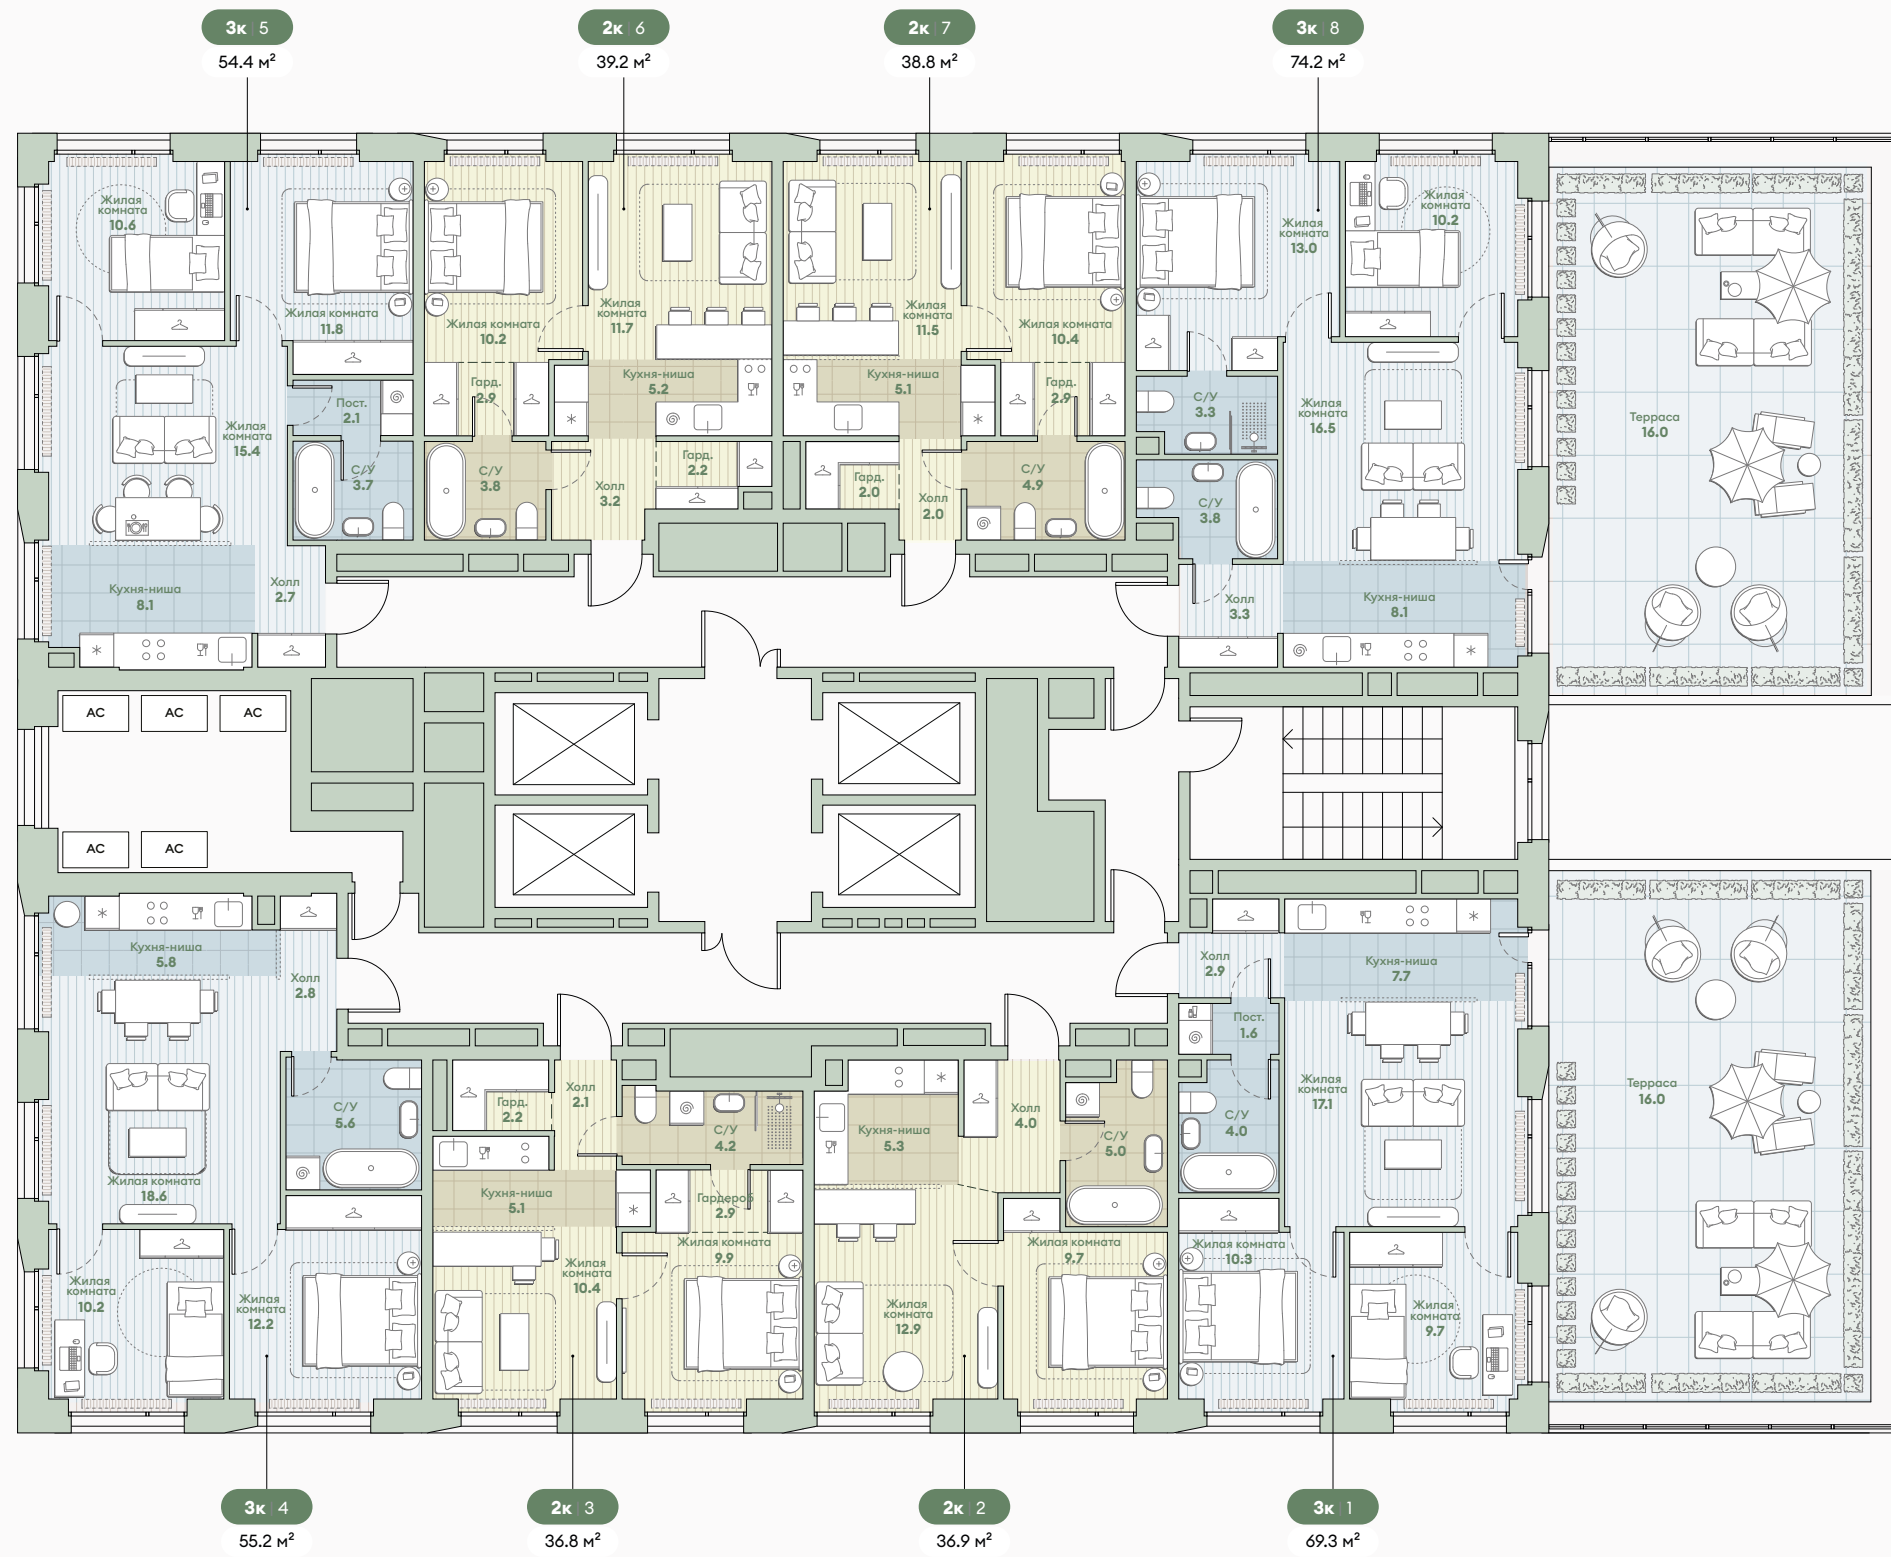 3к 5
54.4 м²
2к 6
39.2 м²
2к 7
38.8 м²
3к 8
74.2 м²
Жилая
комната
10.6
Жилая комната
11.8
Жилая
комната
15.4
Пост.
2.1
С/У
3.7
Кухня-ниша
8.1
Холл
2.7
Жилая комната
10.2
Жилая
комната
11.7
Гард.
2.9
Кухня-ниша
5.2
С/У
3.8
Холл
3.2
Гард.
2.2
Жилая
комната
11.5
Жилая комната
10.4
Кухня-ниша
5.1
Гард.
2.9
Гард.
2.0
Холл
2.0
С/У
4.9
Жилая
комната
13.0
Жилая
комната
10.2
С/У
3.3
Жилая
комната
16.5
С/У
3.8
Холл
3.3
Кухня-ниша
8.1
Терраса
16.0
АС
АС
АС
АС
АС
Кухня-ниша
5.8
Холл
2.8
С/У
5.6
Жилая комната
18.6
Жилая
комната
10.2
Жилая
комната
12.2
Гард.
2.2
Холл
2.1
С/У
4.2
Кухня-ниша
5.1
Гардероб
2.9
Жилая комната
9.9
Жилая
комната
10.4
Кухня-ниша
5.3
Холл
4.0
С/У
5.0
Жилая комната
9.7
Жилая
комната
12.9
Холл
2.9
Кухня-ниша
7.7
Пост.
1.6
Жилая
комната
17.1
С/У
4.0
Жилая комната
10.3
Жилая
комната
9.7
Терраса
16.0
3к 4
55.2 м²
2к 3
36.8 м²
2к 2
36.9 м²
3к 1
69.3 м²